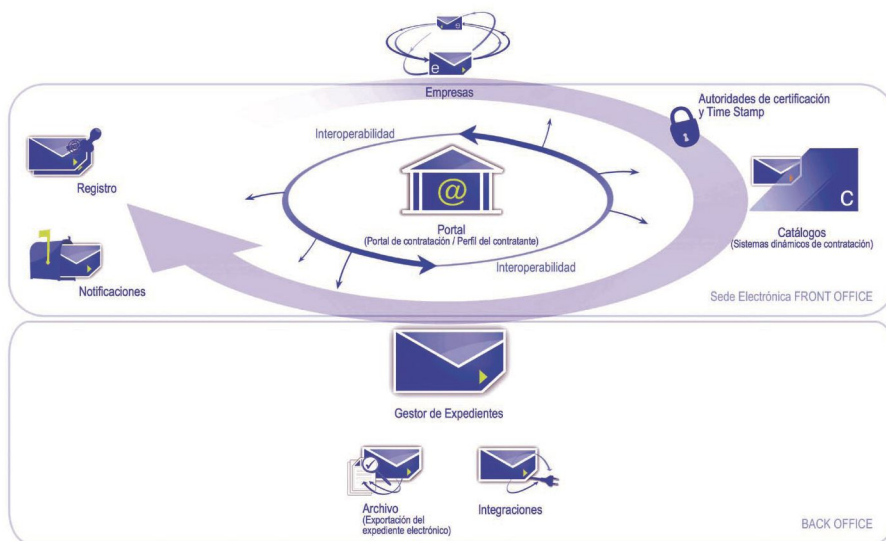 e
e
Empresas
Autoridades de certificación
y Time Stamp
Interoperabilidad
Registro
@
C
Portal
(Portal de contratación / Perfil del contratante)
Catálogos
(Sistemas dinámicos de contratación)
Interoperabilidad
Notificaciones
Sede Electrónica FRONT OFFICE
Gestor de Expedientes
Archivo
(Exportación del
expediente electrónico)
Integraciones
BACK OFFICE